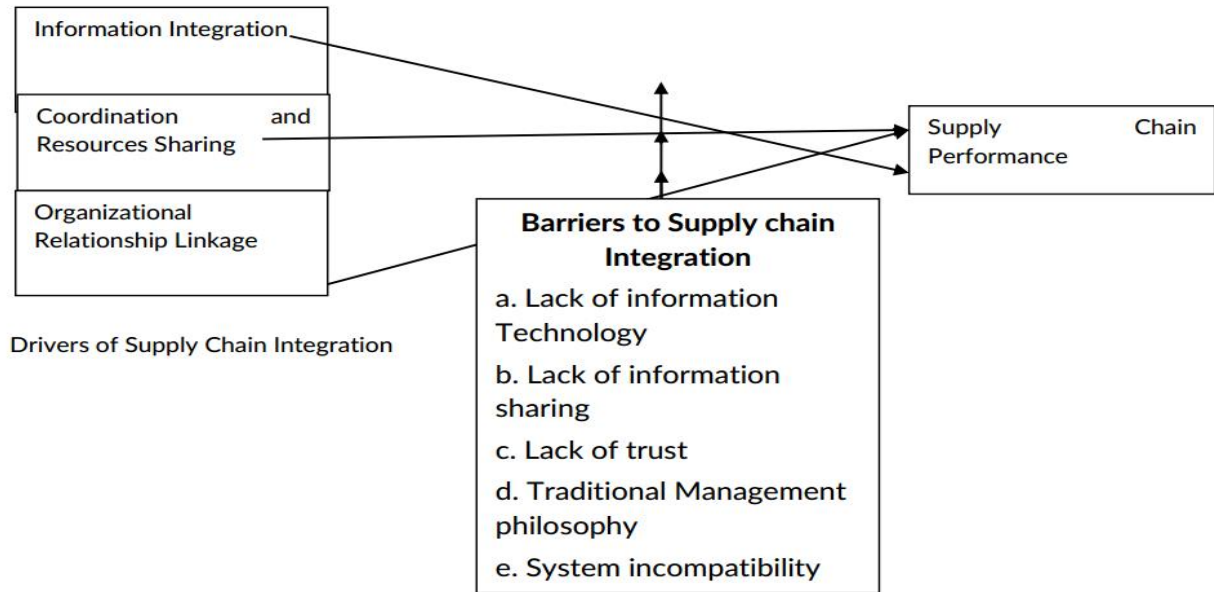 Information Integration
Coordination and
Resources Sharing
Organizational
Relationship Linkage
Drivers of Supply Chain Integration
Barriers to Supply chain
Integration
a. Lack of information
Technology
b. Lack of information
sharing
c. Lack of trust
d. Traditional Management
philosophy
e. System incompatibility
Supply Chain
Performance